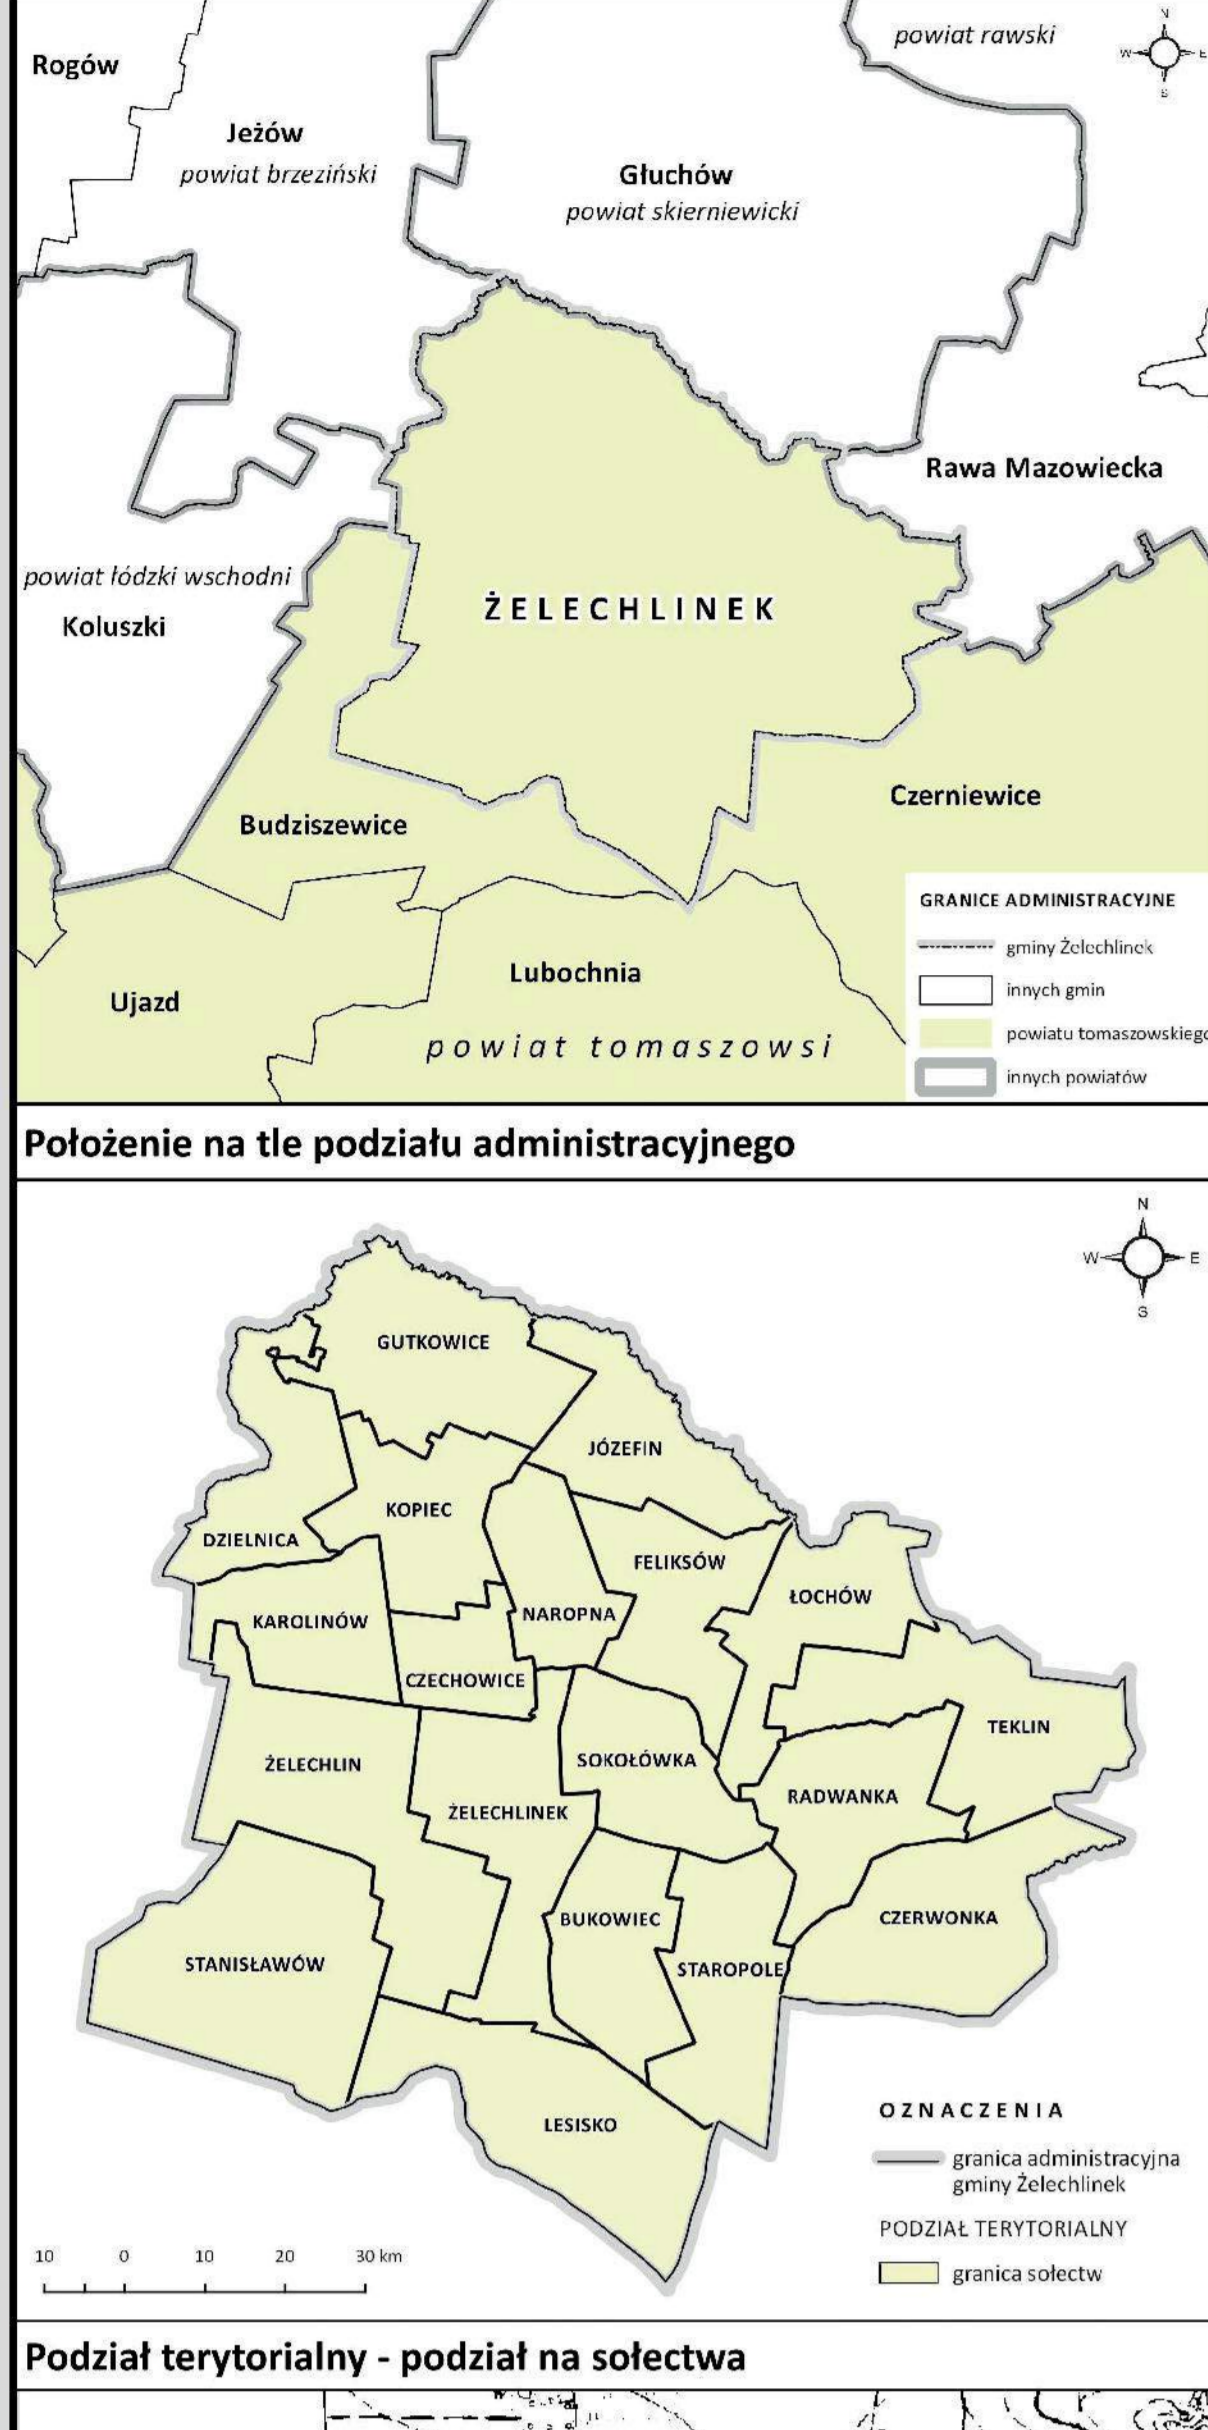 powiat rawski
N
W
E
S
Rogów
Jeżów
powiat brzeziński
Głuchów
powiat skierniewicki
Rawa Mazowiecka
powiat łódzki wschodni
Koluszki
ŻELECHLINEK
Budziszewice
Czerniewice
Ujazd
Lubochnia
powiat tomaszowsi
GRANICE ADMINISTRACYJNE
gminy Żelechlinek
innych gmin
powiatu tomaszowskiego
innych powiatów
Położenie na tle podziału administracyjnego
N
W
E
S
GUTKOWICE
JÓZEFIN
KOPIEC
DZIELNICA
FELIKSÓW
ŁOCHÓW
KAROLINÓW
NAROPNA
CZECHOWICE
TEKLIN
ŻELECHLIN
SOKOŁÓWKA
RADWANKA
ŻELECHLINEK
BUKOWIEC
CZERWONKA
STANISŁAWÓW
STAROPOLE
LESISKO
OZNACZENIA
granica administracyjna
gminy Żelechlinek
PODZIAŁ TERYTORIALNY
granica sołectw
10 0 10 20 30 km
Podział terytorialny - podział na sołectwa